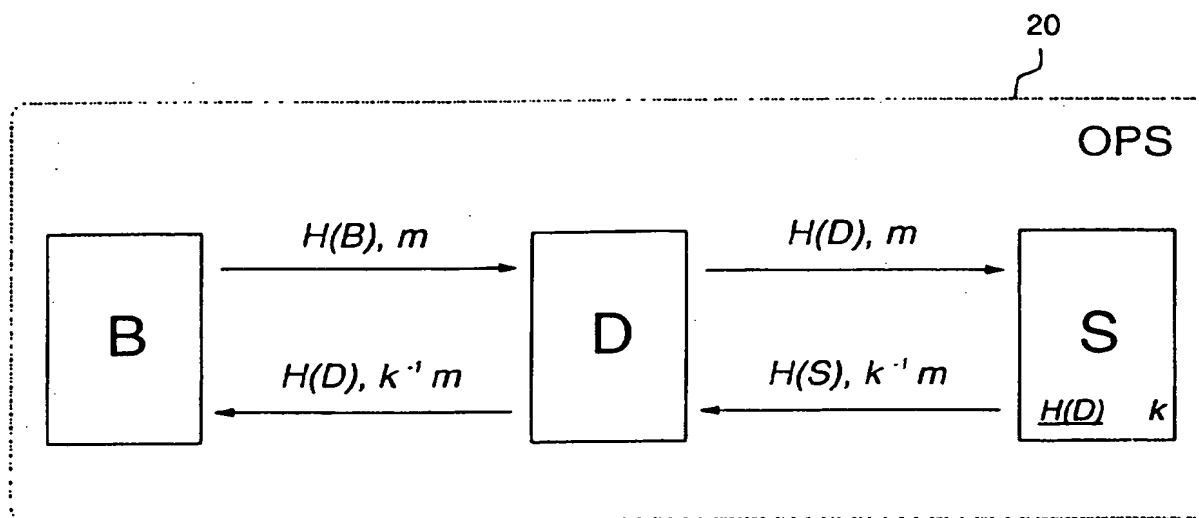 20
OPS
H(B), m
H(D), m
B
D
S
H(D), k⁻¹ m
H(S), k⁻¹ m
H(D) k